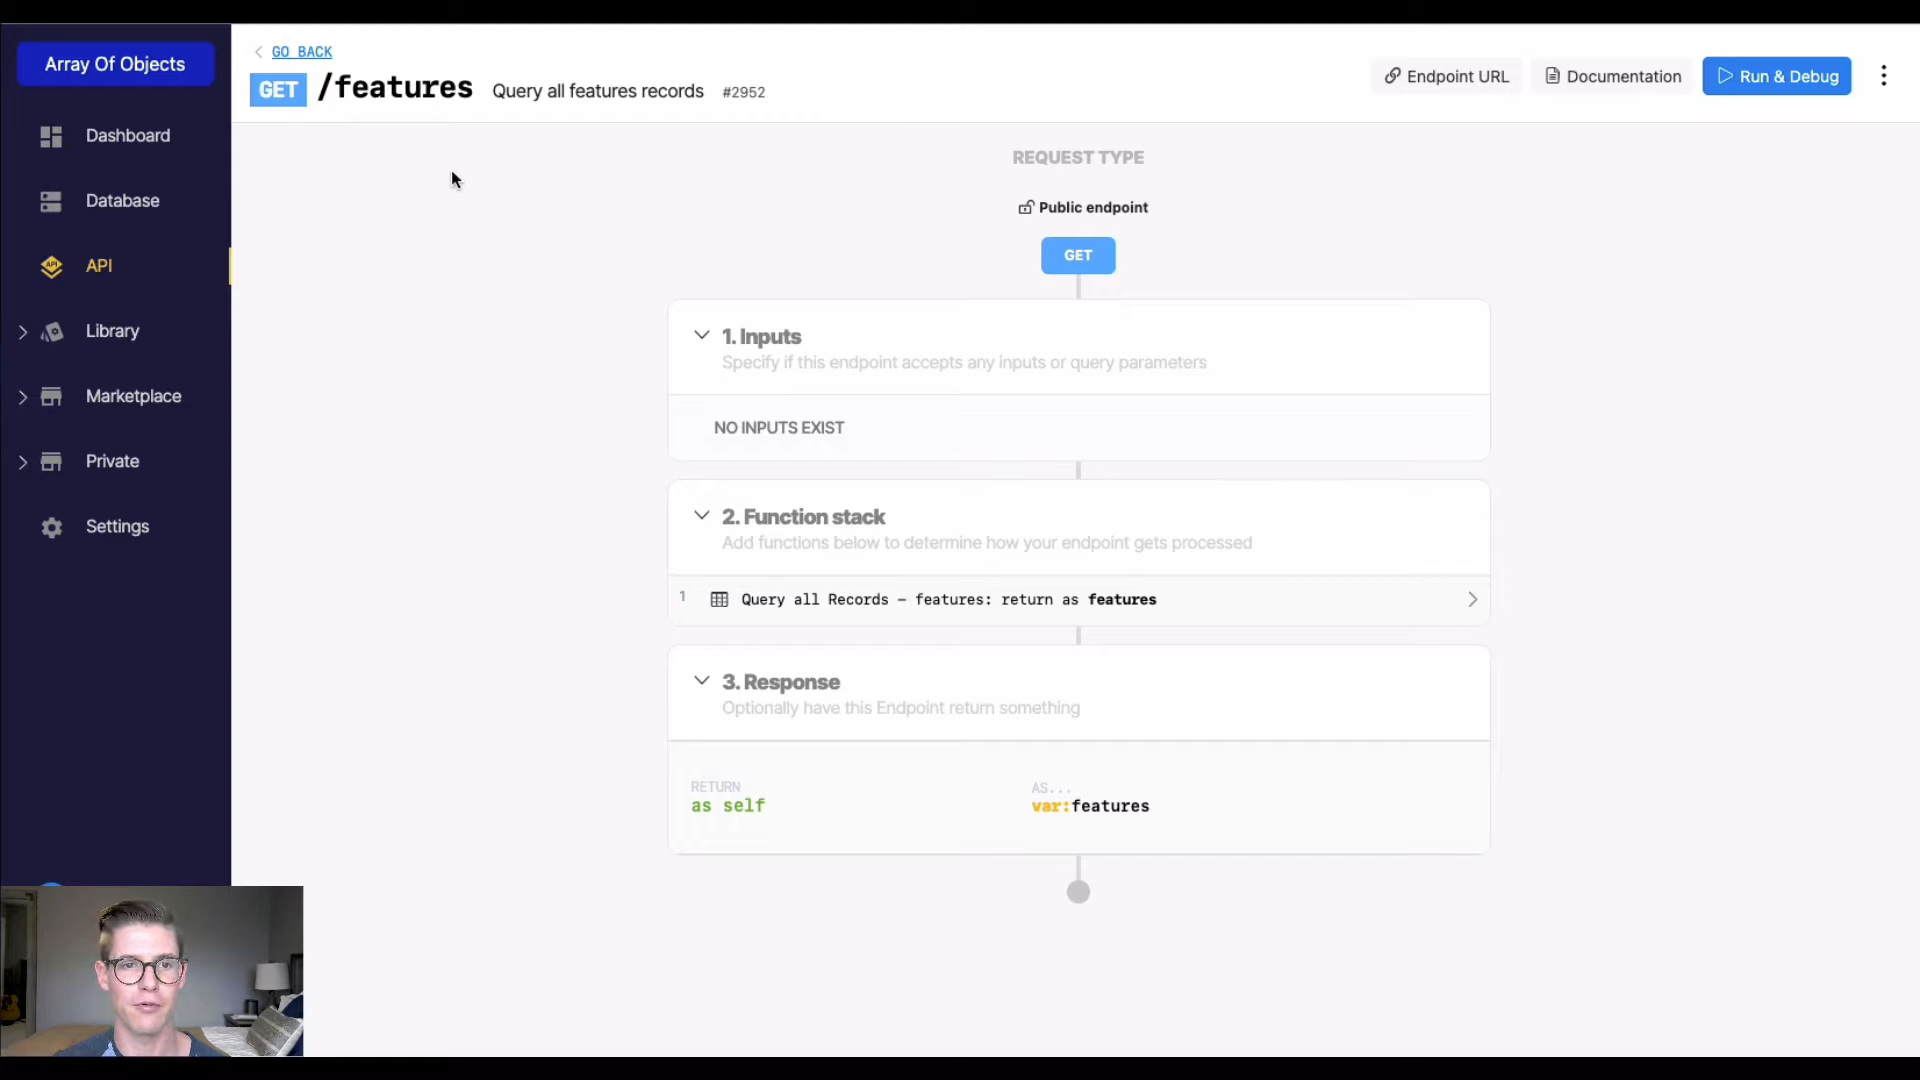 Array Of Objects
Dashboard
Database
API
Library
Marketplace
Private
Settings
GO BACK
GET /features Query all features records #2952
Endpoint URL
Documentation
Run & Debug
REQUEST TYPE
Public endpoint
GET
1. Inputs
Specify if this endpoint accepts any inputs or query parameters
NO INPUTS EXIST
2. Function stack
Add functions below to determine how your endpoint gets processed
1 Query all Records – features: return as features
3. Response
Optionally have this Endpoint return something
RETURN
as self
AS...
var:features